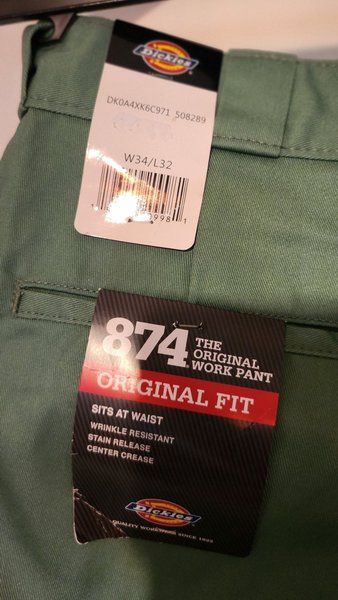 Dickies
DK0A4XK6C971 508289
W34/L32
874 THE
ORIGINAL
WORK PANT
ORIGINAL FIT
SITS AT WAIST
WRINKLE RESISTANT
STAIN RELEASE
CENTER CREASE
Dickies
QUALITY WORKWEAR SINCE 1922